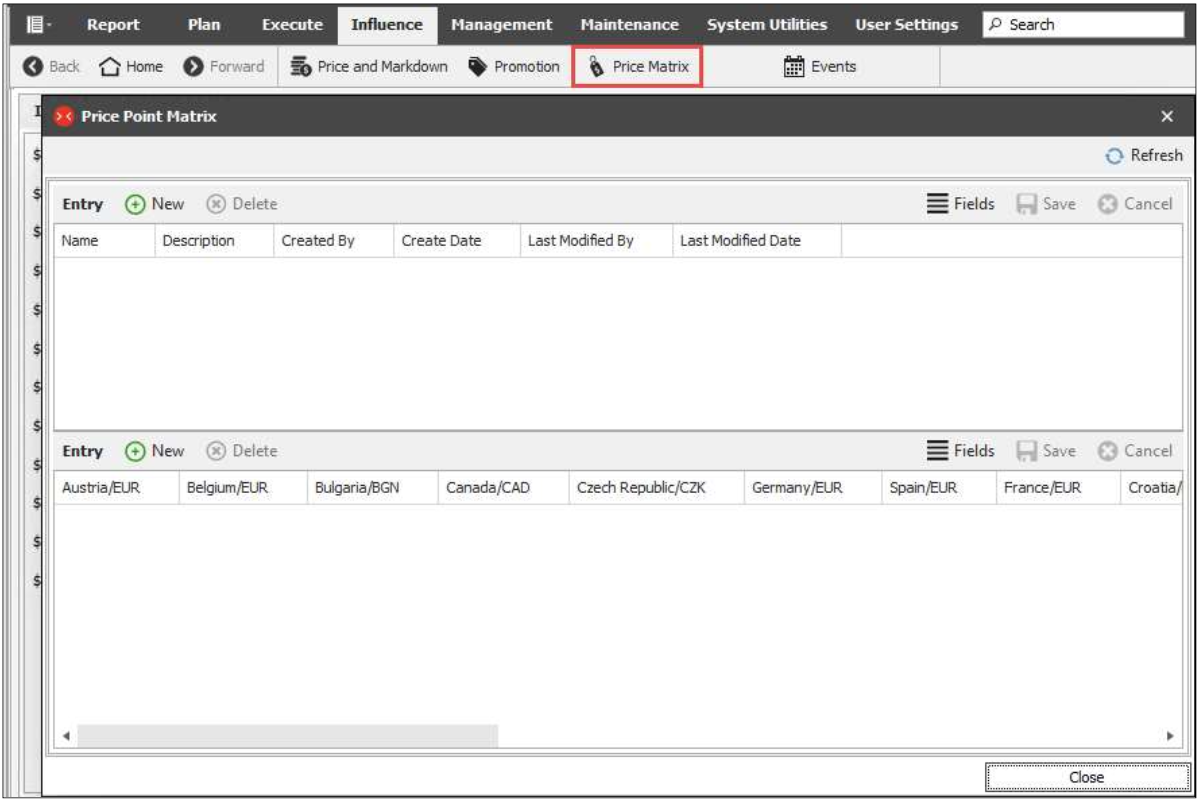 Report Plan Execute Influence Management Maintenance System Utilities User Settings Search
Back Home Forward Price and Markdown Promotion Price Matrix Events
Price Point Matrix
$ Refresh
$
Entry New Delete Fields Save Cancel
$
Name Description Created By Create Date Last Modified By Last Modified Date
$
$
$
$
$
Entry New Delete Fields Save Cancel
$
Austria/EUR Belgium/EUR Bulgaria/BGN Canada/CAD Czech Republic/CZK Germany/EUR Spain/EUR France/EUR Croatia/
$
$
$
Close